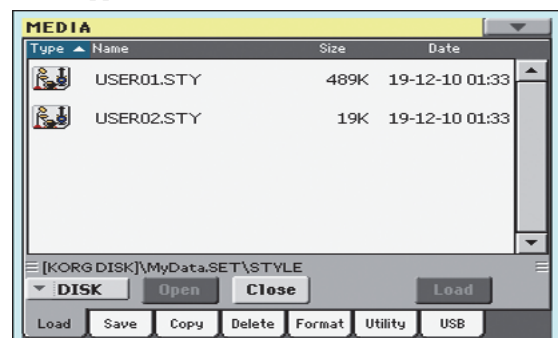 MEDIA
Type Name Size Date
USER01.STY 489K 19-12-10 01:33
USER02.STY 19K 19-12-10 01:33
[KORG DISK]\MyData.SET\STYLE
DISK Open Close Load
Load Save Copy Delete Format Utility USB